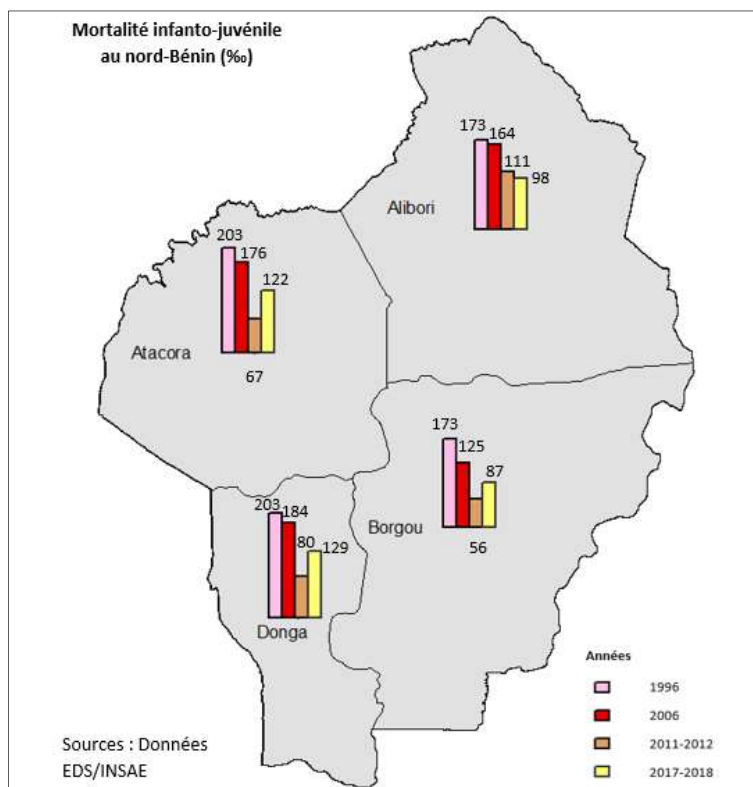 Mortalité infanto-juvénile
au nord-Bénin (‰)
173
164
111
98
Alibori
203
176
122
Atacora
67
173
125
87
Borgou
56
203
184
80
129
Donga
Années
1996
2006
2011-2012
2017-2018
Sources : Données
EDS/INSAE